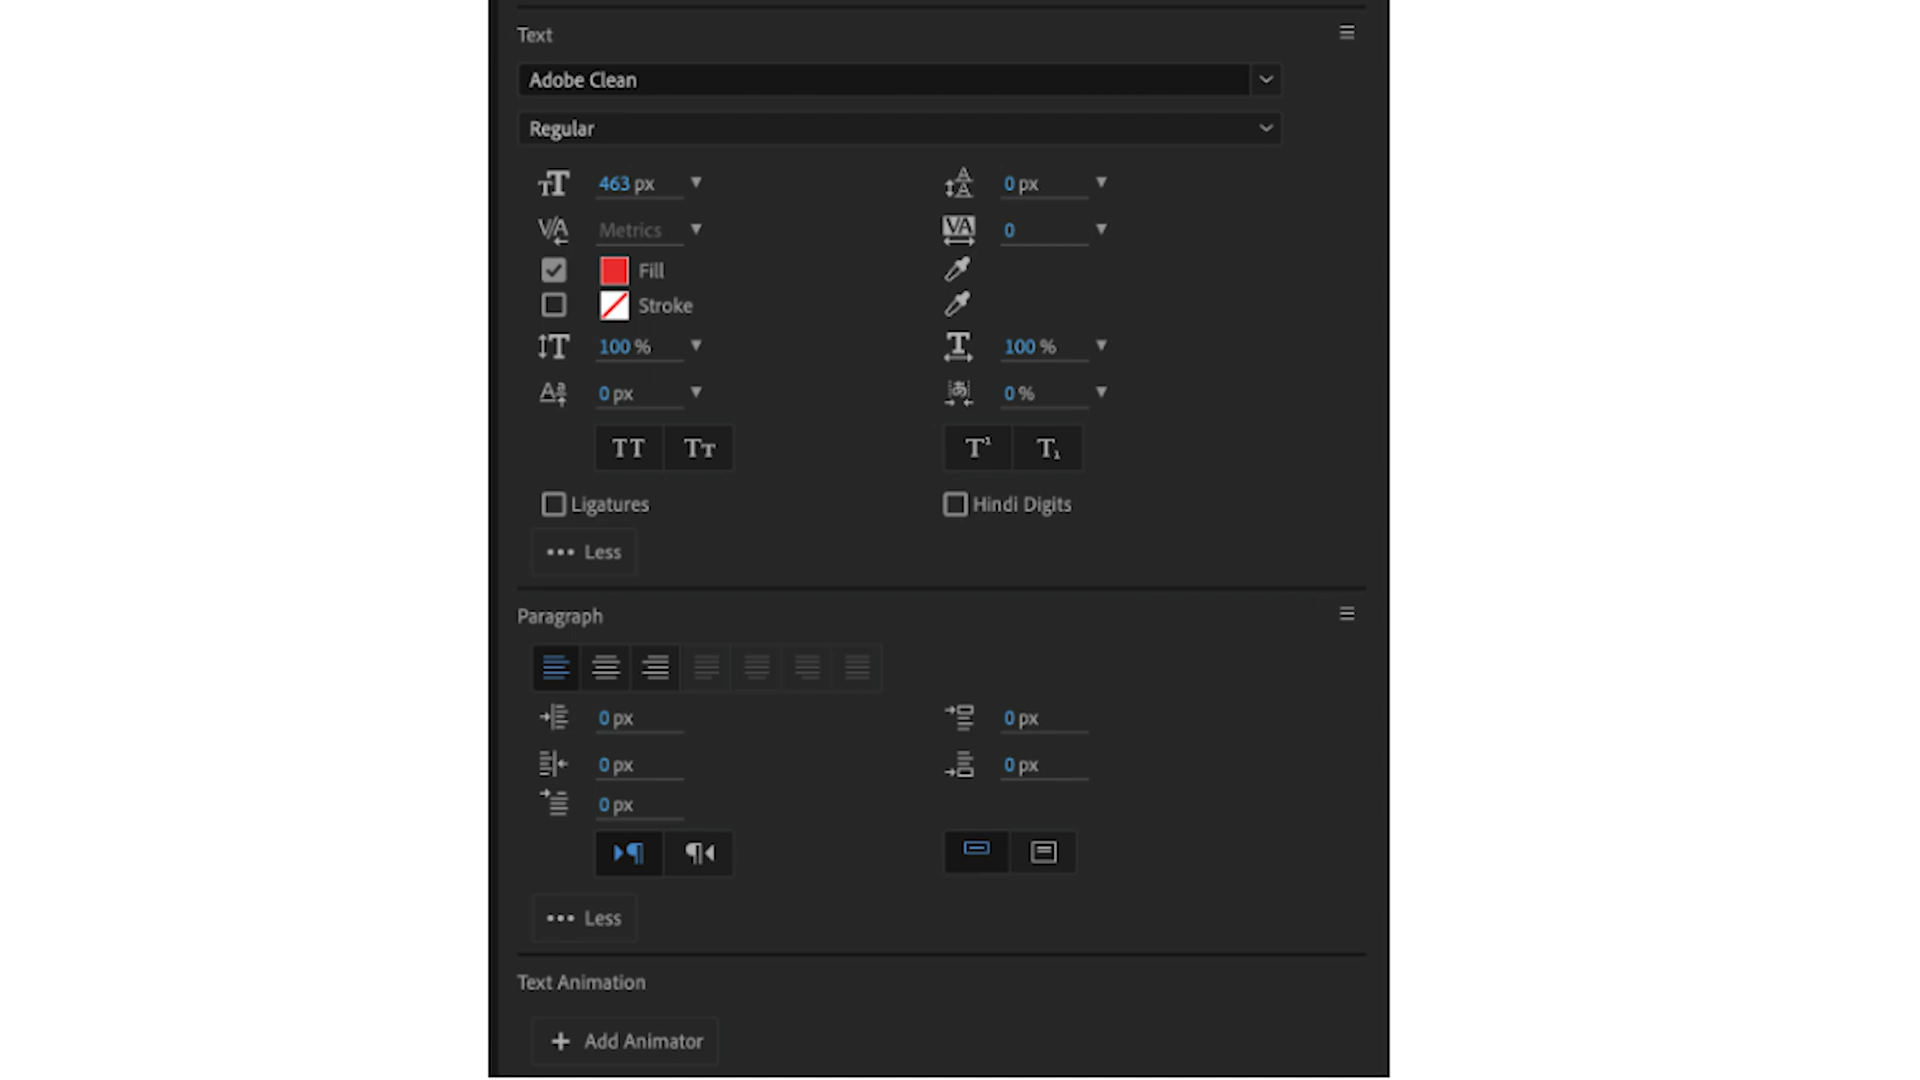 Text
Adobe Clean
Regular
463 px 0 px
Metrics 0
Fill
Stroke
100 % 100 %
0 px 0 %
TT Tт T¹ T₁
Ligatures Hindi Digits
Less
Paragraph
0 px 0 px
0 px 0 px
0 px
Less
Text Animation
+ Add Animator